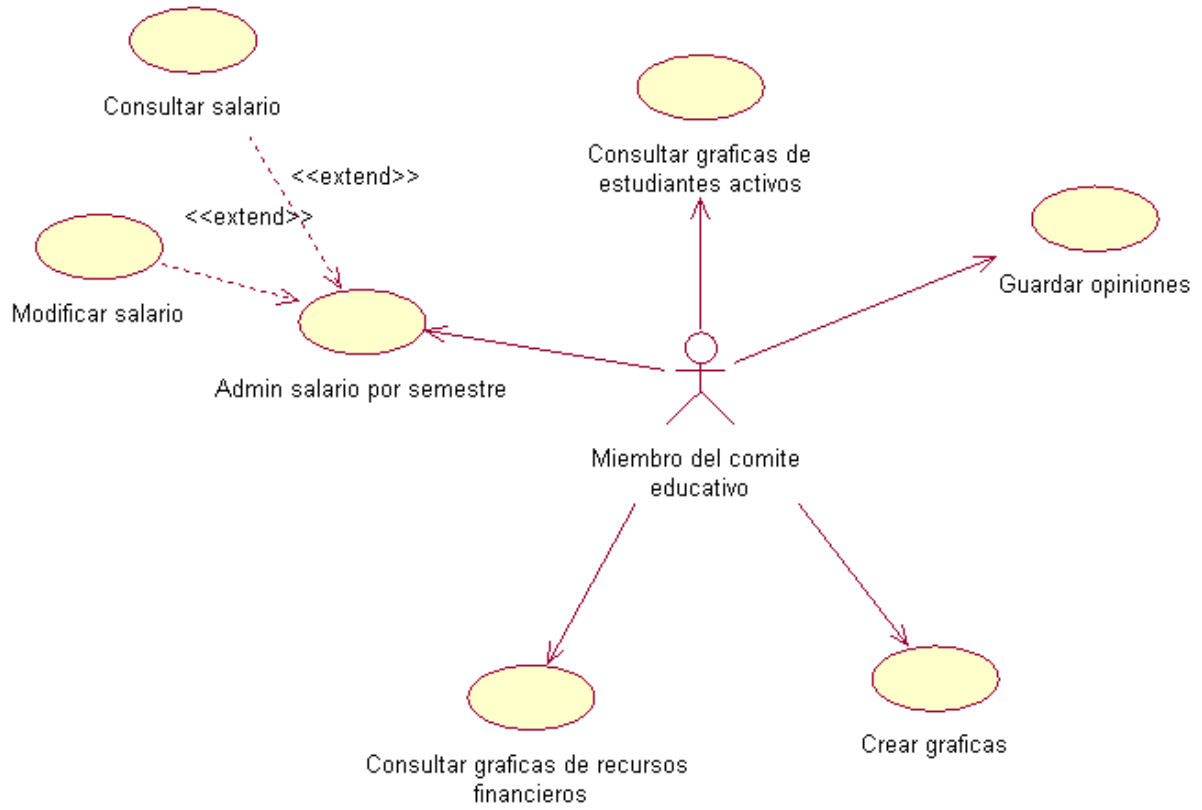 Consultar salario
Consultar graficas de
estudiantes activos
<<extend>>
<<extend>>
Guardar opiniones
Modificar salario
Admin salario por semestre
Miembro del comite
educativo
Crear graficas
Consultar graficas de recursos
financieros